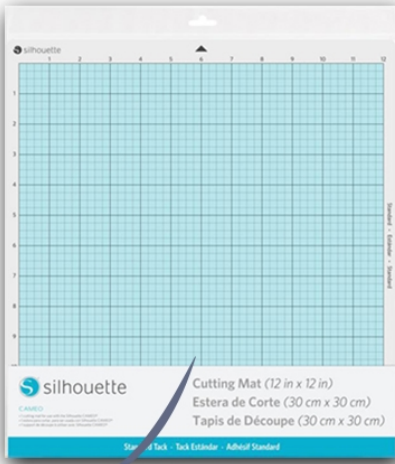 silhouette
1 2 3 4 5 6 7 8 9 10 11 12
1
2
3
4
5
6
7
8
9
Standard - Estándar - Standard
silhouette
CAMEO
Cutting Mat (12 in x 12 in)
Estera de Corte (30 cm x 30 cm)
Tapis de Découpe (30 cm x 30 cm)
Tack - Tack Estándar - Adhésif Standard